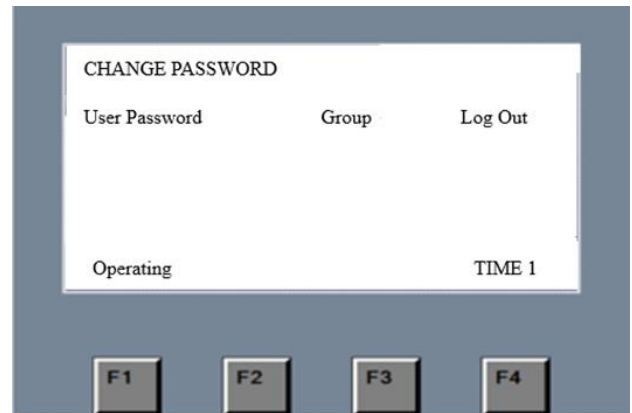 CHANGE PASSWORD
User Password Group Log Out
Operating TIME 1
F1 F2 F3 F4